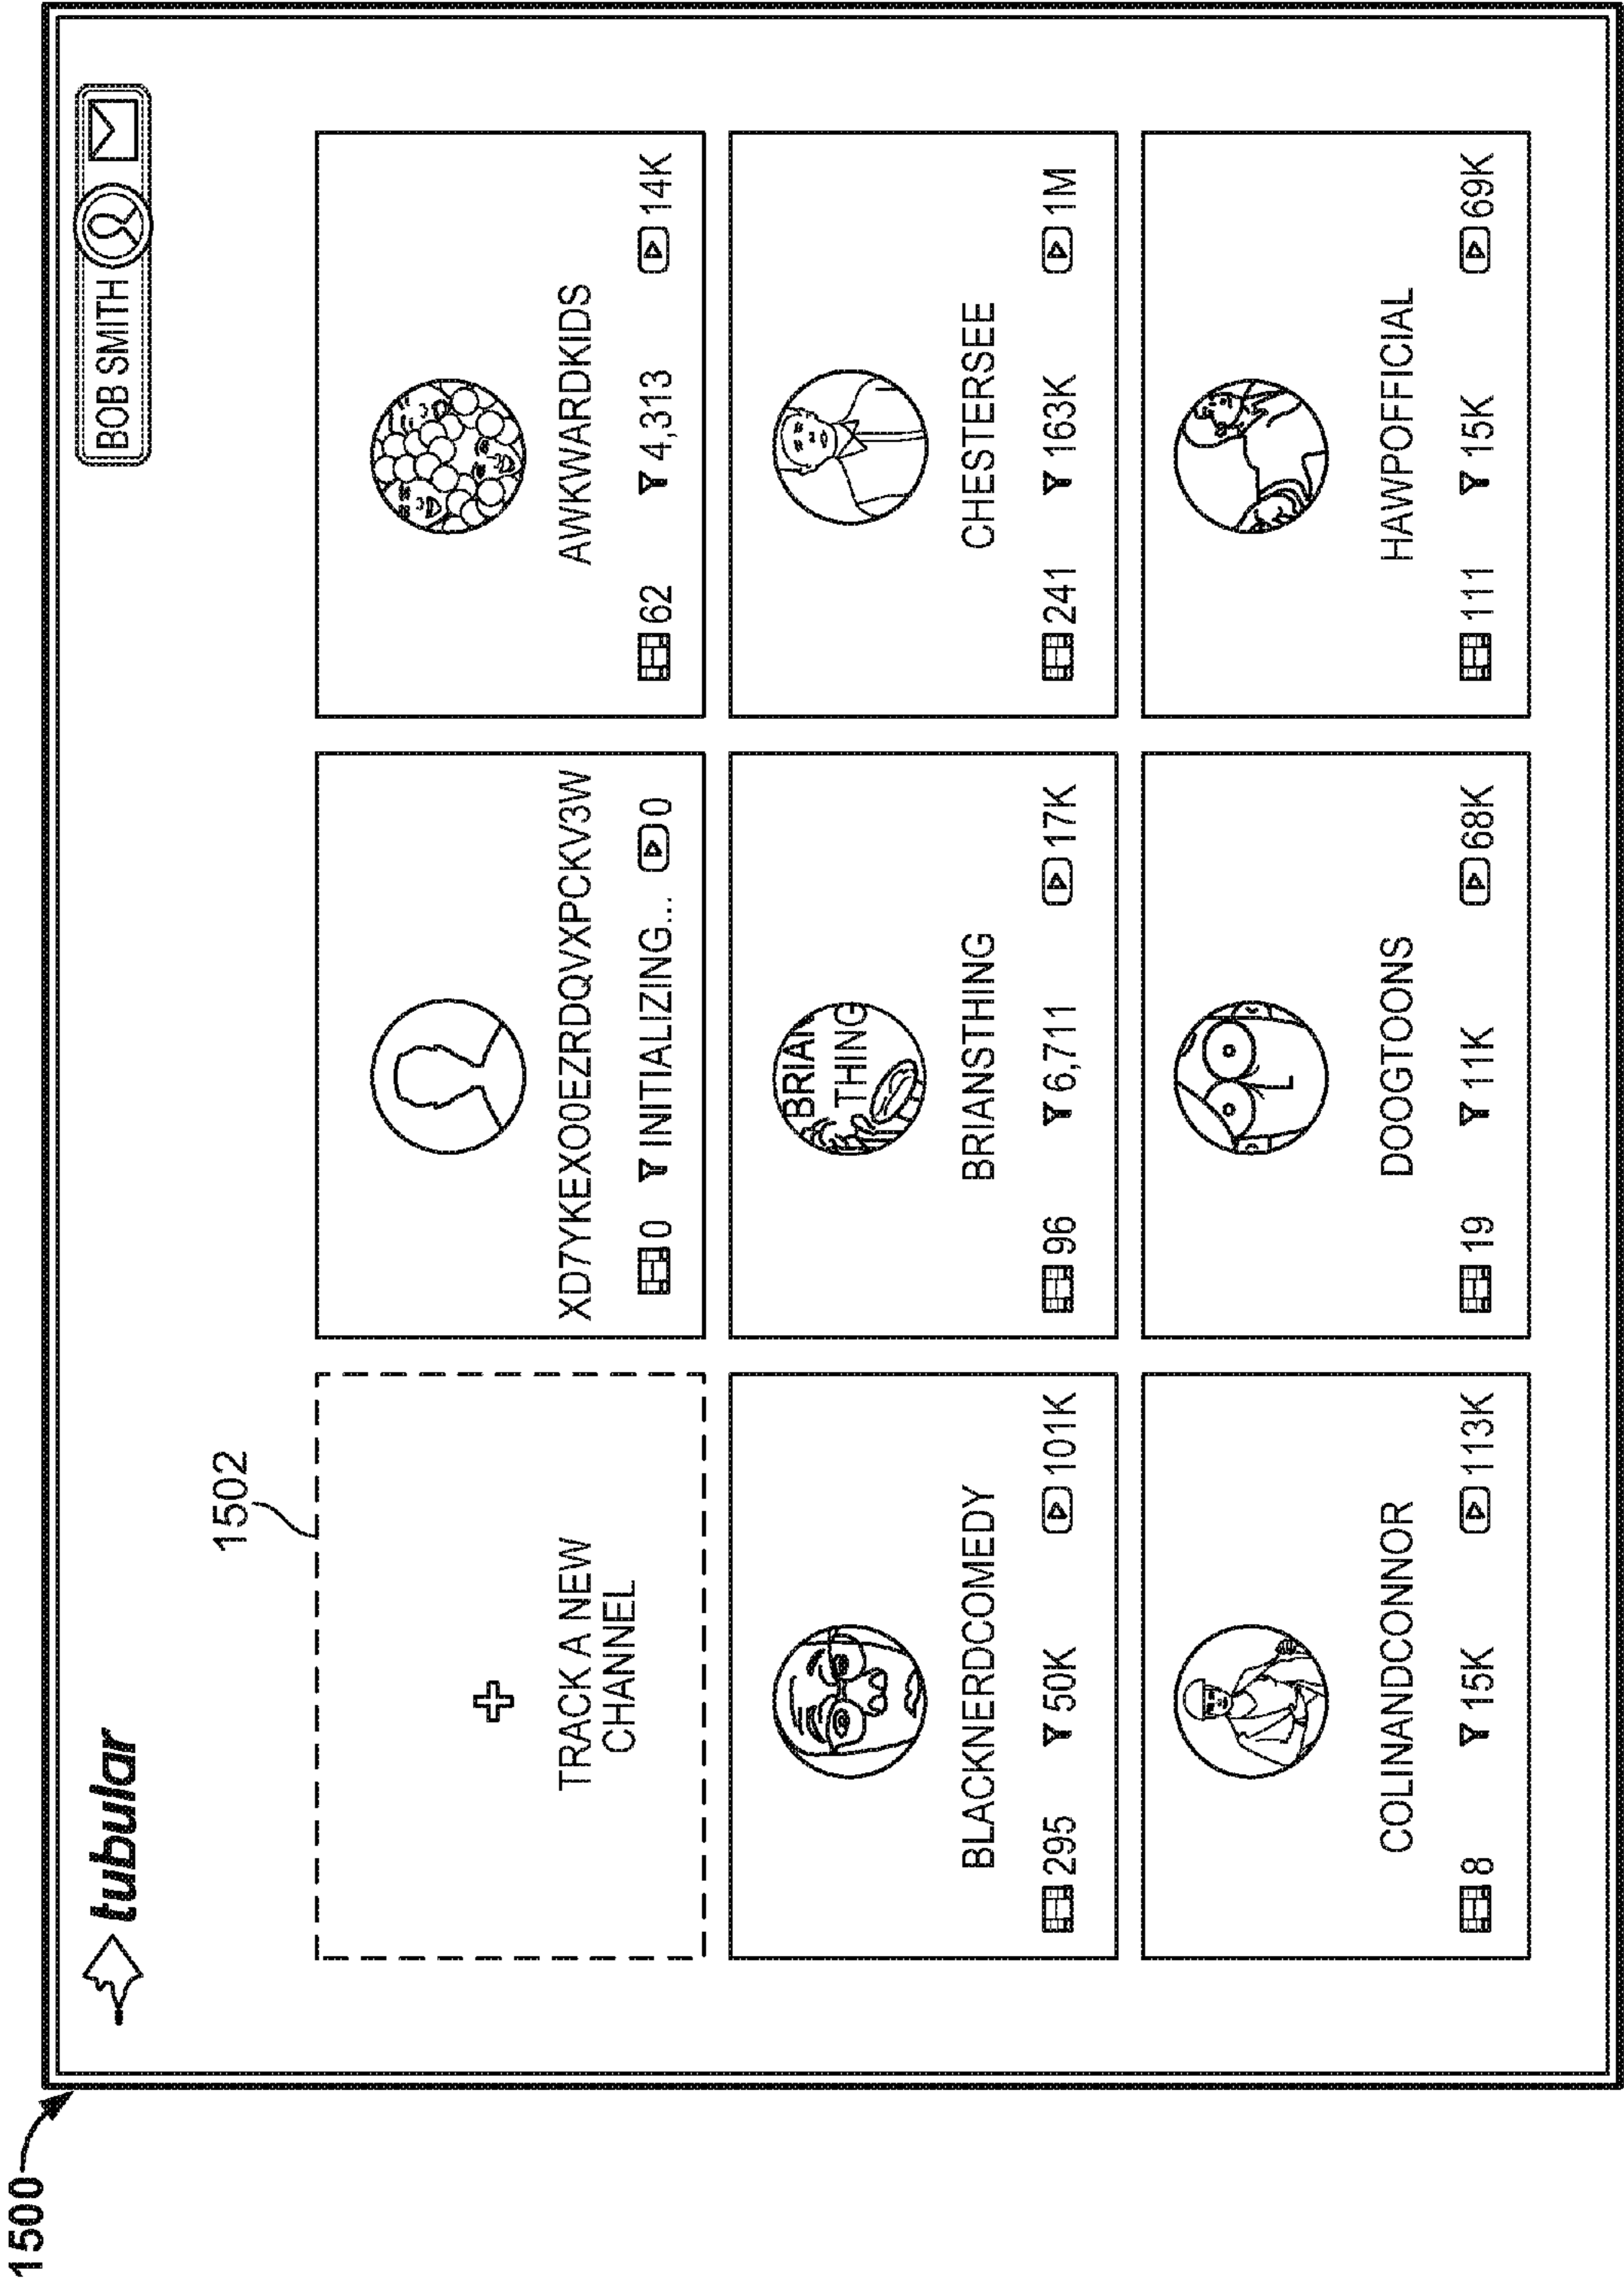 1500
tubular
BOB SMITH
1502
TRACK A NEW
CHANNEL
XD7YKEXO0EZRDQVXPCKV3W
0 INITIALIZING... 0
AWKWARDKIDS
62 4,313 14K
BLACKNERDCOMEDY
295 50K 101K
BRIAN
THING
BRIANSTHING
96 6,711 17K
CHESTERSEE
241 163K 1M
COLINANDCONNOR
8 15K 113K
DOOGTOONS
19 11K 68K
HAWPOFFICIAL
111 15K 69K